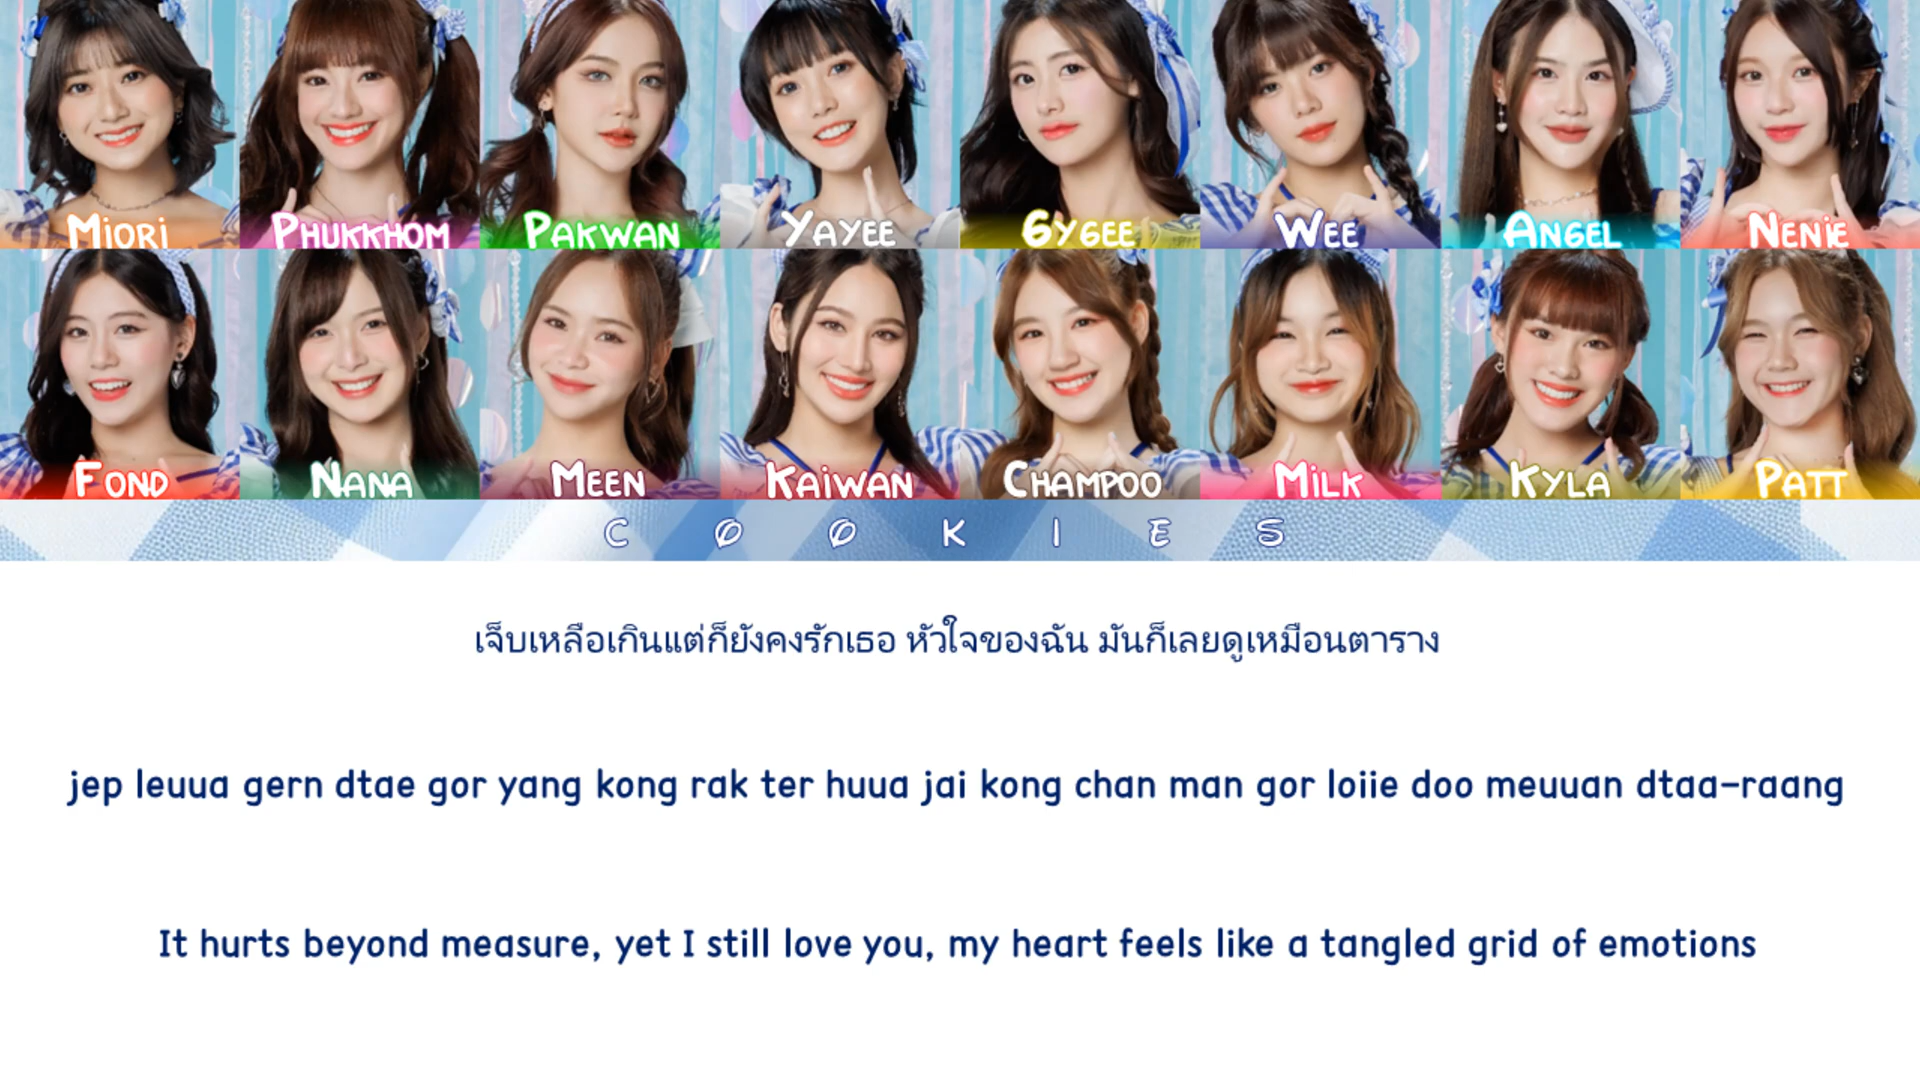 Miori Phukkhom Pakwan Yayee Gygee Wee Angel Nenie
Fond Nana Meen Kaiwan Champoo Milk Kyla Patt
COOKIES
เจ็บเหลือเกินแต่ก็ยังคงรักเธอ หัวใจของฉัน มันก็เลยดูเหมือนตาราง
jep leuua gern dtae gor yang kong rak ter huua jai kong chan man gor loiie doo meuuan dtaa-raang
It hurts beyond measure, yet I still love you, my heart feels like a tangled grid of emotions